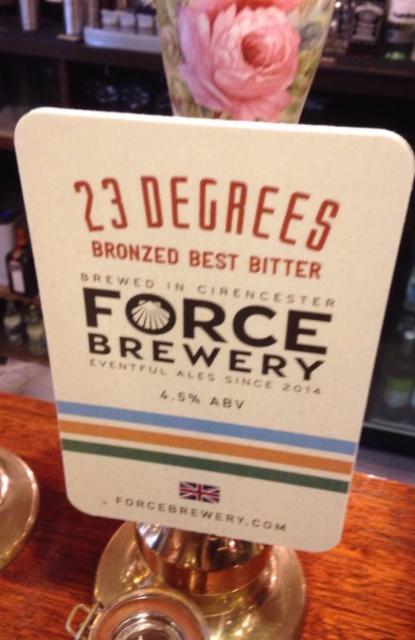 23 DEGREES
BRONZED BEST BITTER
BREWED IN CIRENCESTER
FORCE
BREWERY
EVENTFUL ALES SINCE 2014
4.5% ABV
FORCEBREWERY.COM